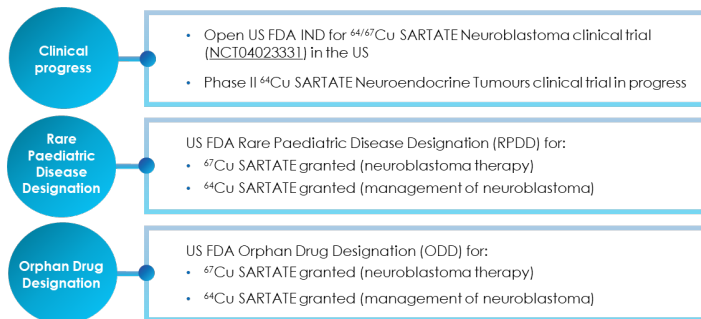 Clinical
progress
• Open US FDA IND for ⁶⁴/⁶⁷Cu SARTATE Neuroblastoma clinical trial
(NCT04023331) in the US
• Phase II ⁶⁴Cu SARTATE Neuroendocrine Tumours clinical trial in progress
Rare
Paediatric
Disease
Designation
US FDA Rare Paediatric Disease Designation (RPDD) for:
• ⁶⁷Cu SARTATE granted (neuroblastoma therapy)
• ⁶⁴Cu SARTATE granted (management of neuroblastoma)
Orphan Drug
Designation
US FDA Orphan Drug Designation (ODD) for:
• ⁶⁷Cu SARTATE granted (neuroblastoma therapy)
• ⁶⁴Cu SARTATE granted (management of neuroblastoma)